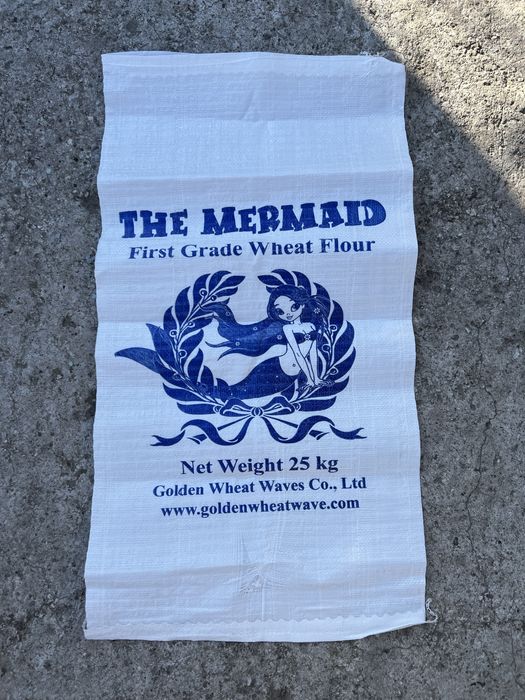 THE MERMAID
First Grade Wheat Flour
Net Weight 25 kg
Golden Wheat Waves Co., Ltd
www.goldenwheatwave.com